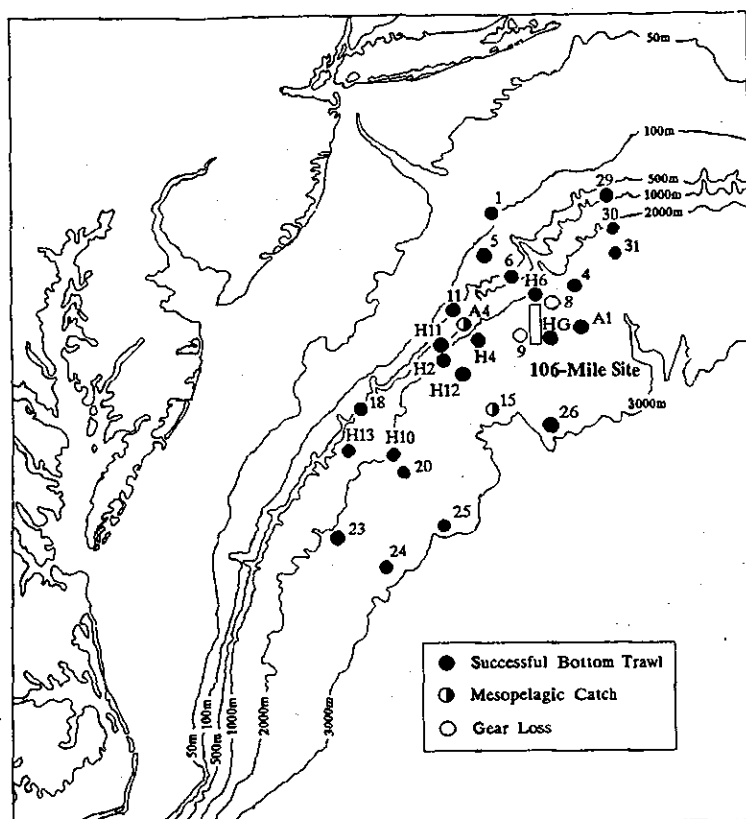 50m
100m
500m
29
1000m
2000m
1
30
5
31
6
H6
4
8
11
A4
A1
HG
H11
9
H4
H2
106-Mile Site
H12
3000m
18
15
26
H13
H10
20
25
23
24
● Successful Bottom Trawl
◑ Mesopelagic Catch
○ Gear Loss
50m
100m
500m
1000m
2000m
3000m